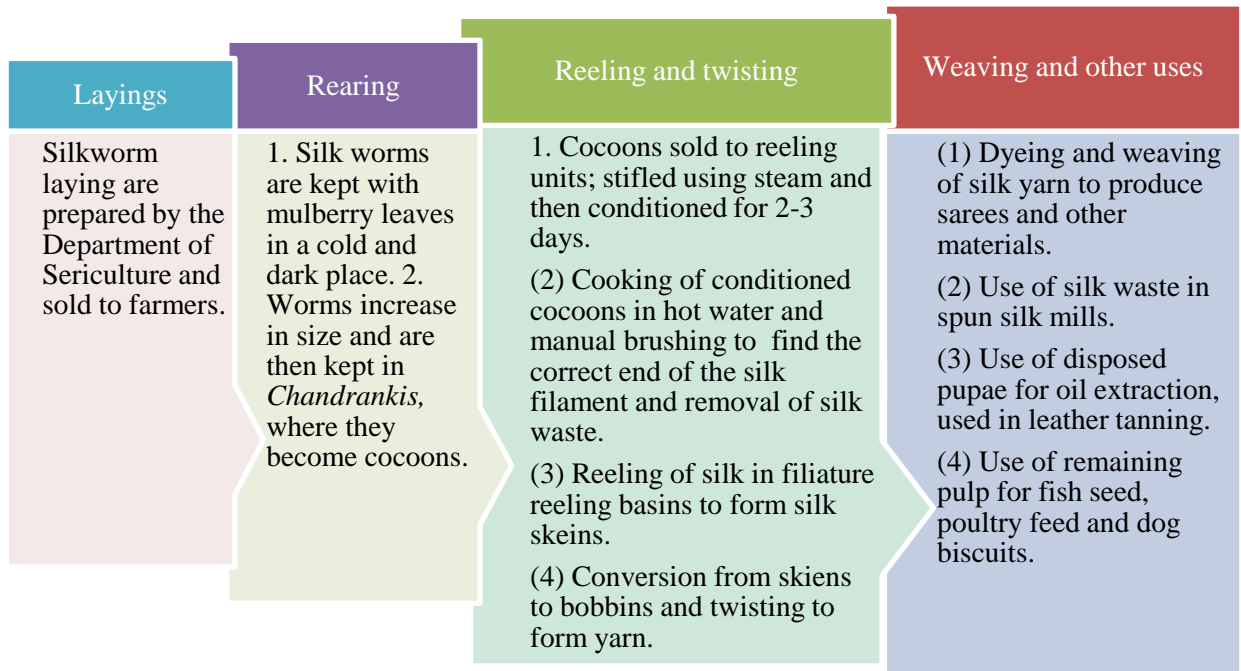 Layings
Silkworm
laying are
prepared by the
Department of
Sericulture and
sold to farmers.
Rearing
1. Silk worms
are kept with
mulberry leaves
in a cold and
dark place. 2.
Worms increase
in size and are
then kept in
Chandrankis,
where they
become cocoons.
Reeling and twisting
1. Cocoons sold to reeling
units; stifled using steam and
then conditioned for 2-3
days.
(2) Cooking of conditioned
cocoons in hot water and
manual brushing to find the
correct end of the silk
filament and removal of silk
waste.
(3) Reeling of silk in filiature
reeling basins to form silk
skeins.
(4) Conversion from skiens
to bobbins and twisting to
form yarn.
Weaving and other uses
(1) Dyeing and weaving
of silk yarn to produce
sarees and other
materials.
(2) Use of silk waste in
spun silk mills.
(3) Use of disposed
pupae for oil extraction,
used in leather tanning.
(4) Use of remaining
pulp for fish seed,
poultry feed and dog
biscuits.